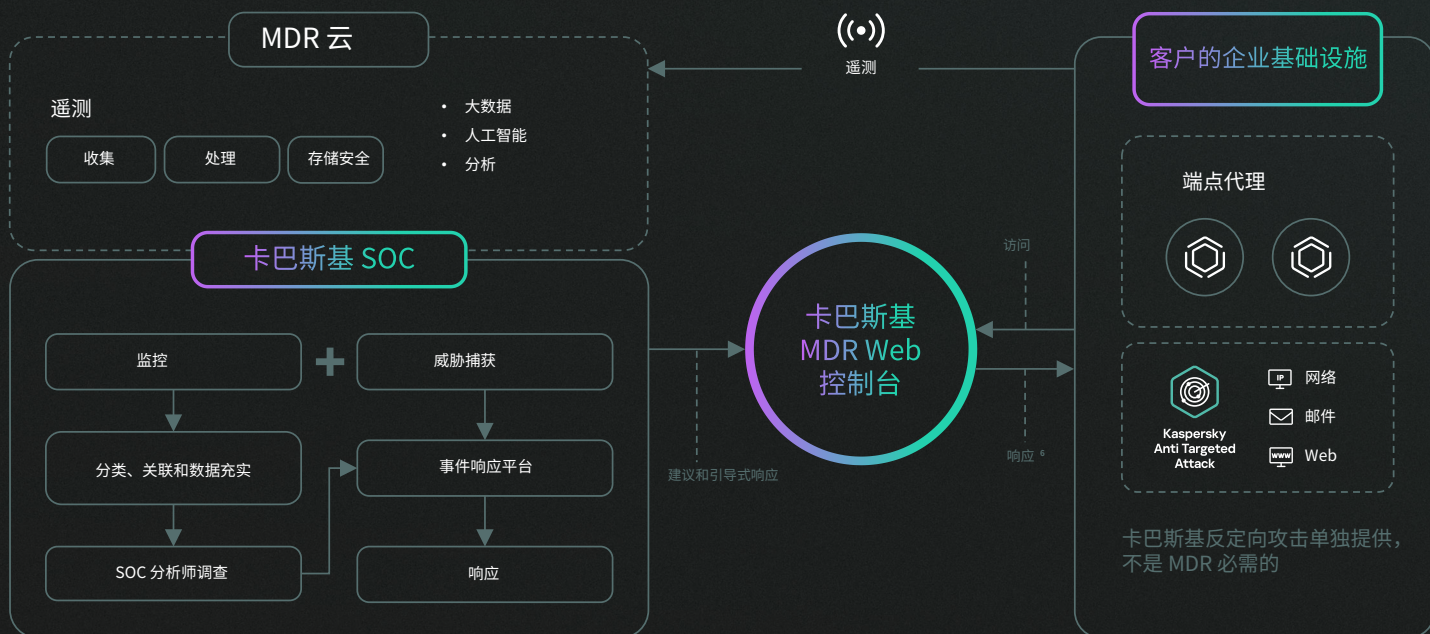 MDR 云
遥测
收集
处理
存储安全
• 大数据
• 人工智能
• 分析
遥测
客户的企业基础设施
端点代理
卡巴斯基 SOC
监控
威胁捕获
分类、关联和数据充实
事件响应平台
SOC 分析师调查
响应
建议和引导式响应
卡巴斯基
MDR Web
控制台
访问
响应 6
Kaspersky
Anti Targeted
Attack
IP
网络
邮件
www
Web
卡巴斯基反定向攻击单独提供，
不是 MDR 必需的